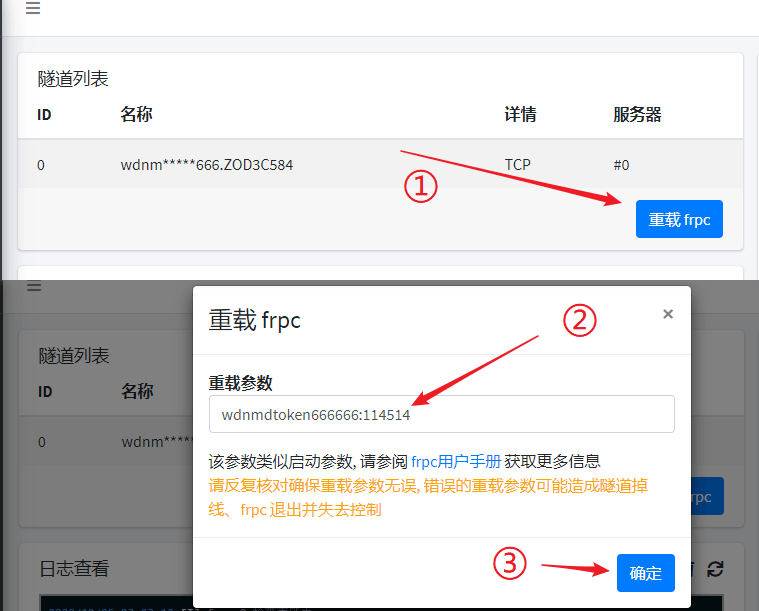 隧道列表
ID 名称 详情 服务器
0 wdnm*****666.ZOD3C584 TCP #0
①
重载 frpc
重载 frpc ×
②
隧道列表
ID 名称
重载参数
wdnmdtoken666666:114514
0 wdnm****
该参数类似启动参数, 请参阅 frpc用户手册 获取更多信息
请反复核对确保重载参数无误, 错误的重载参数可能造成隧道掉
线、frpc 退出并失去控制
rpc
③
确定
日志查看